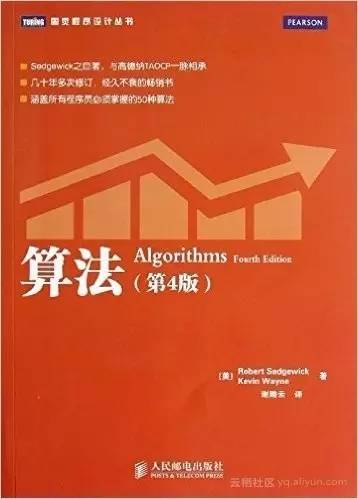 TURING 图灵程序设计丛书
PEARSON
Sedgewick之巨著，与高德纳TAOCP一脉相承
几十年多次修订，经久不衰的畅销书
涵盖所有程序员必须掌握的50种算法
算法
Algorithms Fourth Edition
（第4版）
[美] Robert Sedgewick
Kevin Wayne 著
谢路云 译
人民邮电出版社
POSTS & TELECOM PRESS
云栖社区 yq.aliyun.com